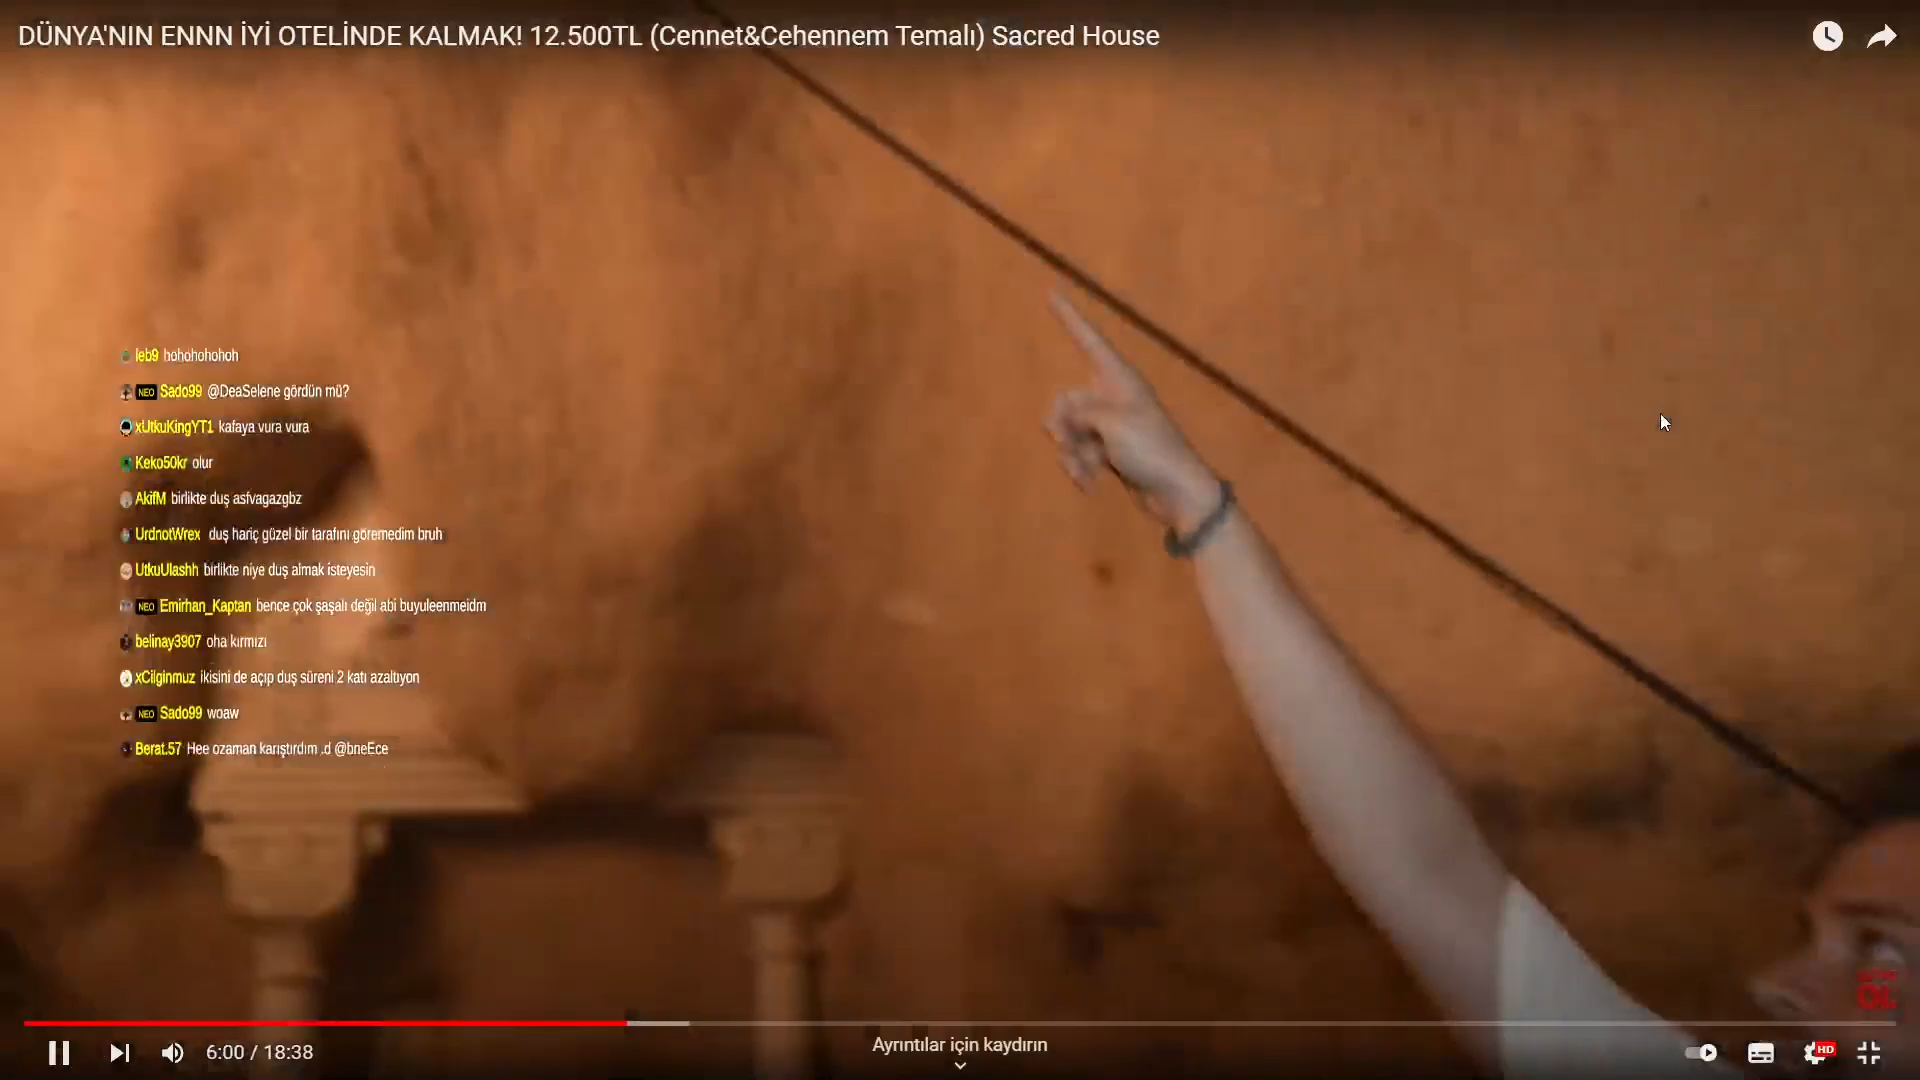 DÜNYA'NIN ENNN İYİ OTELİNDE KALMAK! 12.500TL (Cennet&Cehennem Temalı) Sacred House
ieb9 hohohohohoh
NEO Sado99 @DeaSelene gördün mü?
xUtkuKingYT1 kafaya vura vura
Keko50kr olur
AkifM birlikte duş asfvagazgbz
UrdnotWrex duş hariç güzel bir tarafını göremedim bruh
UtkuUlashh birlikte niye duş almak isteyesin
NEO Emirhan_Kaptan bence çok şaşalı değil abi buyuleenmeidm
belinay3907 oha kırmızı
xCilginmuz ikisini de açıp duş süreni 2 katı azaltıyon
NEO Sado99 woaw
Berat.57 Hee ozaman karıştırdım .d @bneEce
OL
6:00 / 18:38
Ayrıntılar için kaydırın
HD